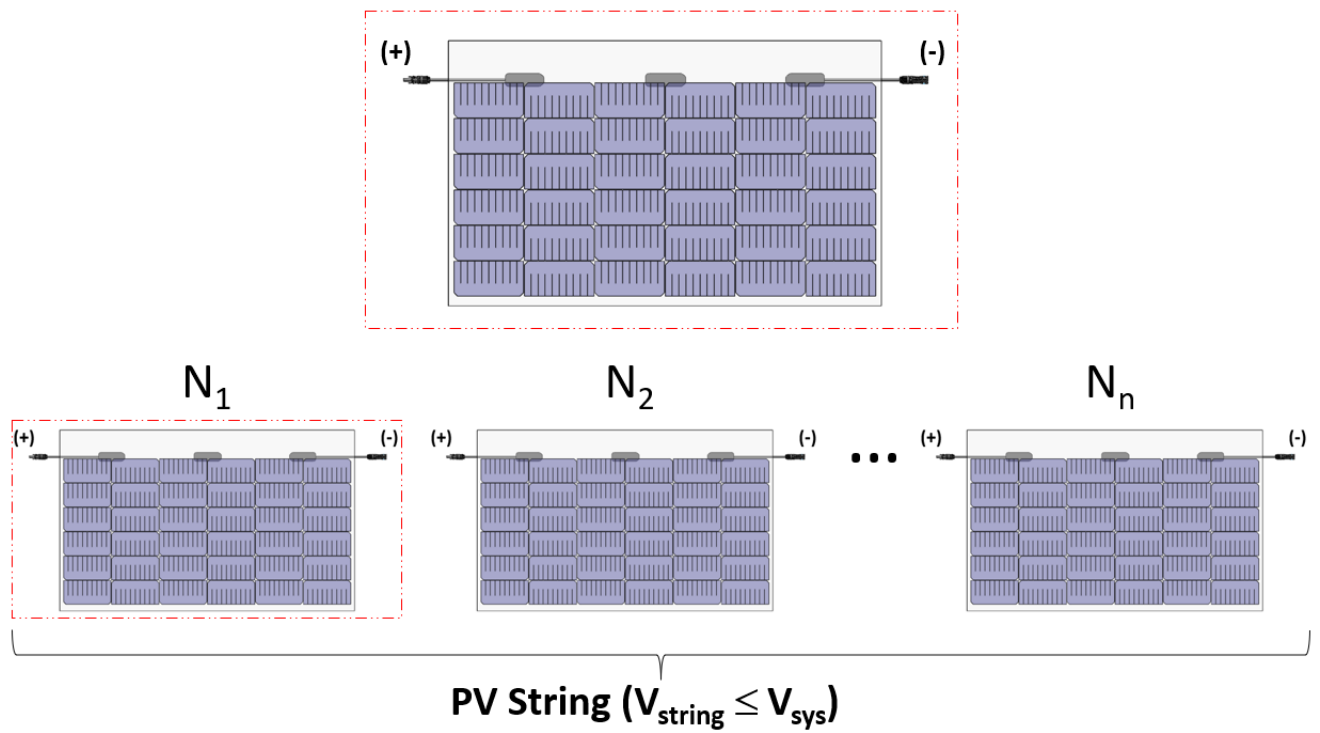 (+) (-)
N₁ N₂ Nₙ
(+) (-) (+) (-) (+) (-)
PV String (Vstring ≤ Vsys)